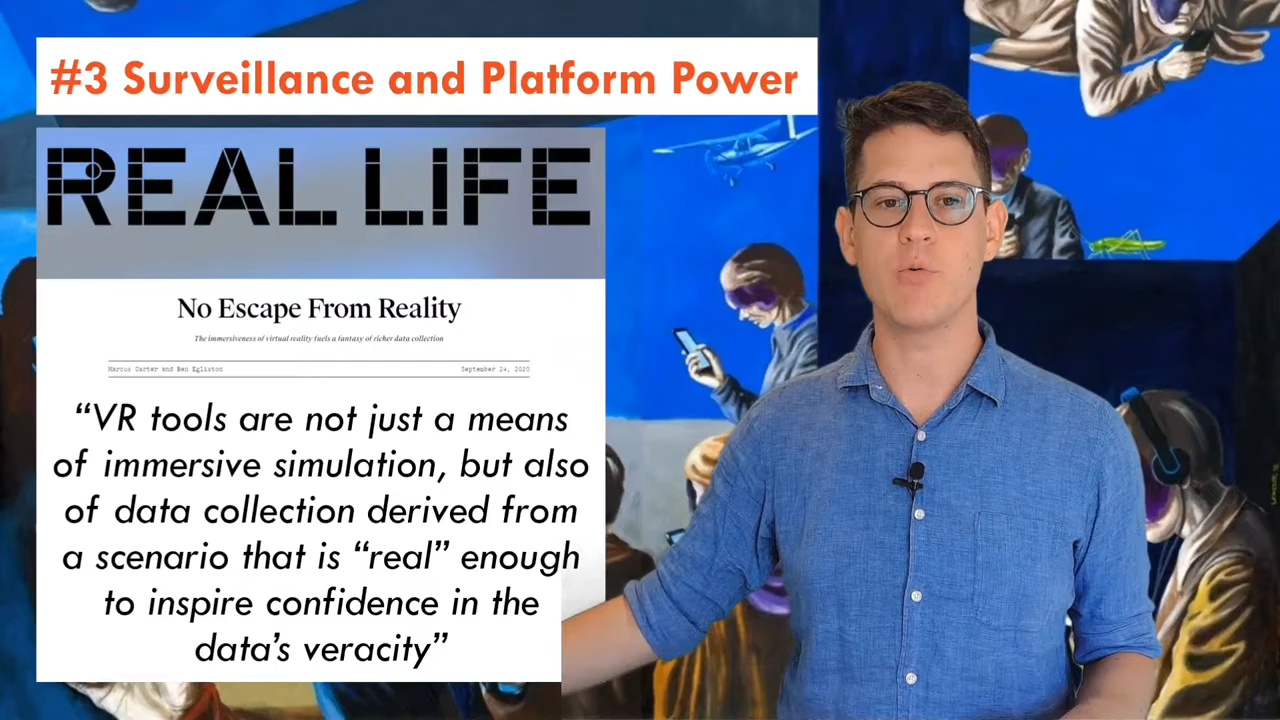 #3 Surveillance and Platform Power
REAL LIFE
No Escape From Reality
The immersiveness of virtual reality fuels a fantasy of richer data collection
Marcus Carter and Ben Egliston
September 24, 2020
“VR tools are not just a means
of immersive simulation, but also
of data collection derived from
a scenario that is “real” enough
to inspire confidence in the
data’s veracity”